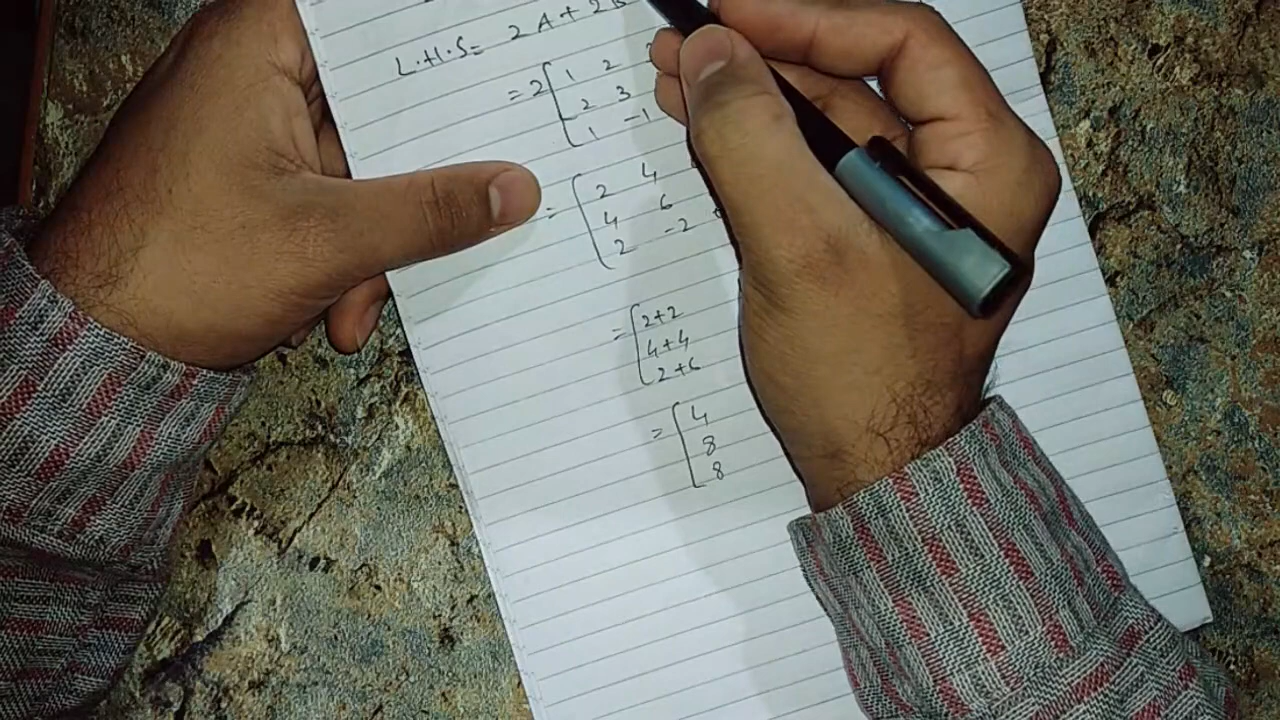 L.H.S = 2A + 2B
= 2 [ 1 2
2 3
1 -1
= [ 2 4
4 6
2 -2 +
= [ 2+2
4+4
2+6
= [ 4
8
8